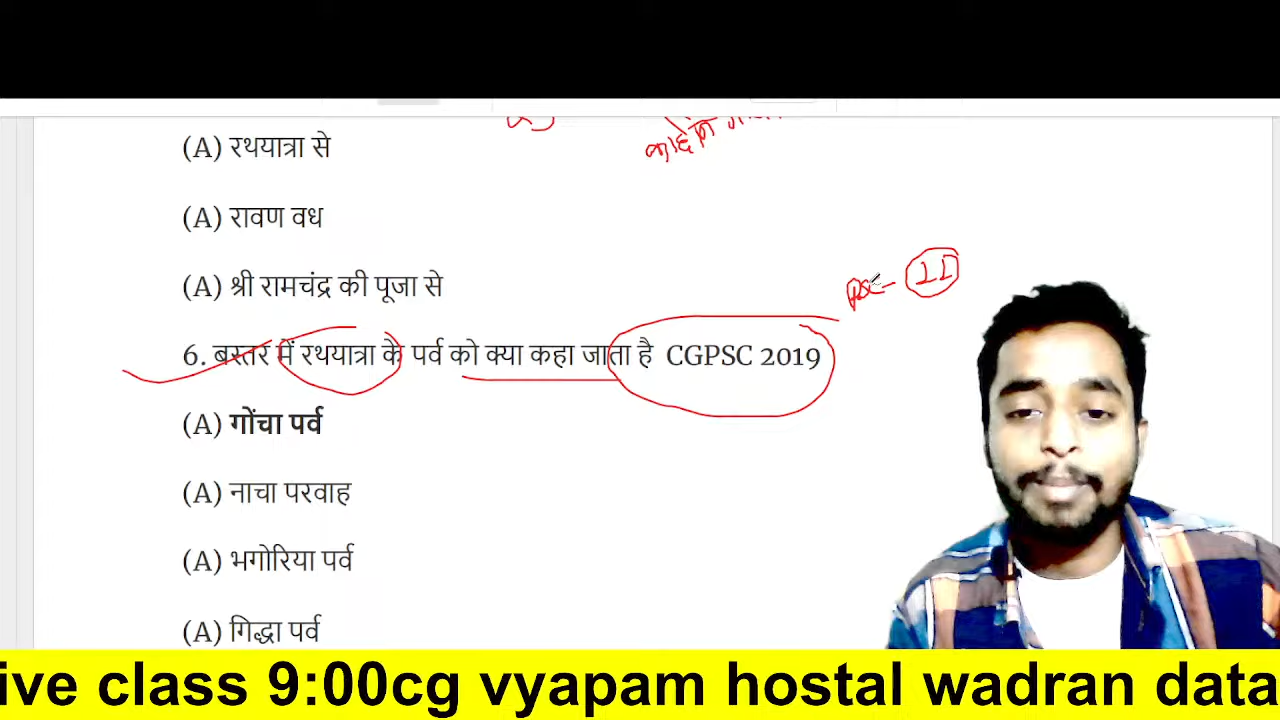 (A) रथयात्रा से
(A) रावण वध
(A) श्री रामचंद्र की पूजा से
6. बस्तर में रथयात्रा के पर्व को क्या कहा जाता है CGPSC 2019
(A) गोंचा पर्व
(A) नाचा परवाह
(A) भगोरिया पर्व
(A) गिद्धा पर्व
ive class 9:00cg vyapam hostal wadran data